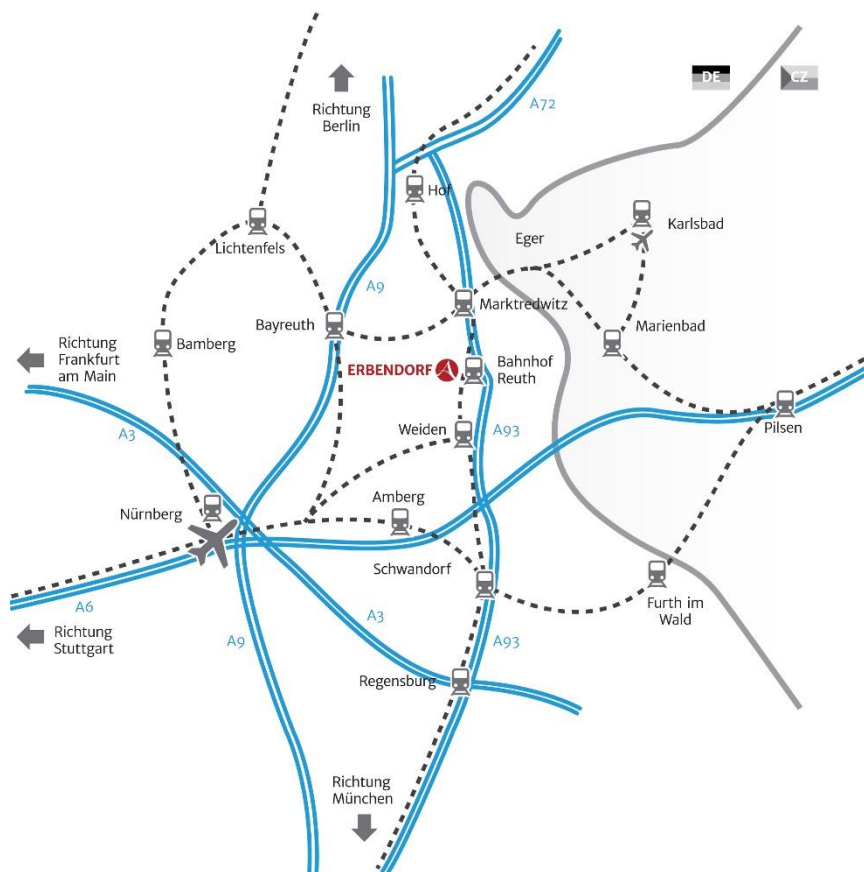 DE
CZ
Richtung
Berlin
A72
Hof
Karlsbad
Eger
Lichtenfels
A9
Marktredwitz
Bayreuth
Marienbad
Richtung
Frankfurt
am Main
Bamberg
ERBENDORF
Bahnhof
Reuth
Pilsen
Weiden
A93
A3
Amberg
Nürnberg
Schwandorf
Furth im
Wald
A6
A3
Richtung
Stuttgart
A9
A93
Regensburg
Richtung
München